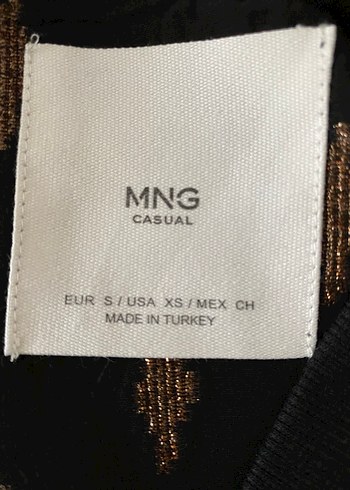 MNG
CASUAL
EUR S / USA XS / MEX CH
MADE IN TURKEY